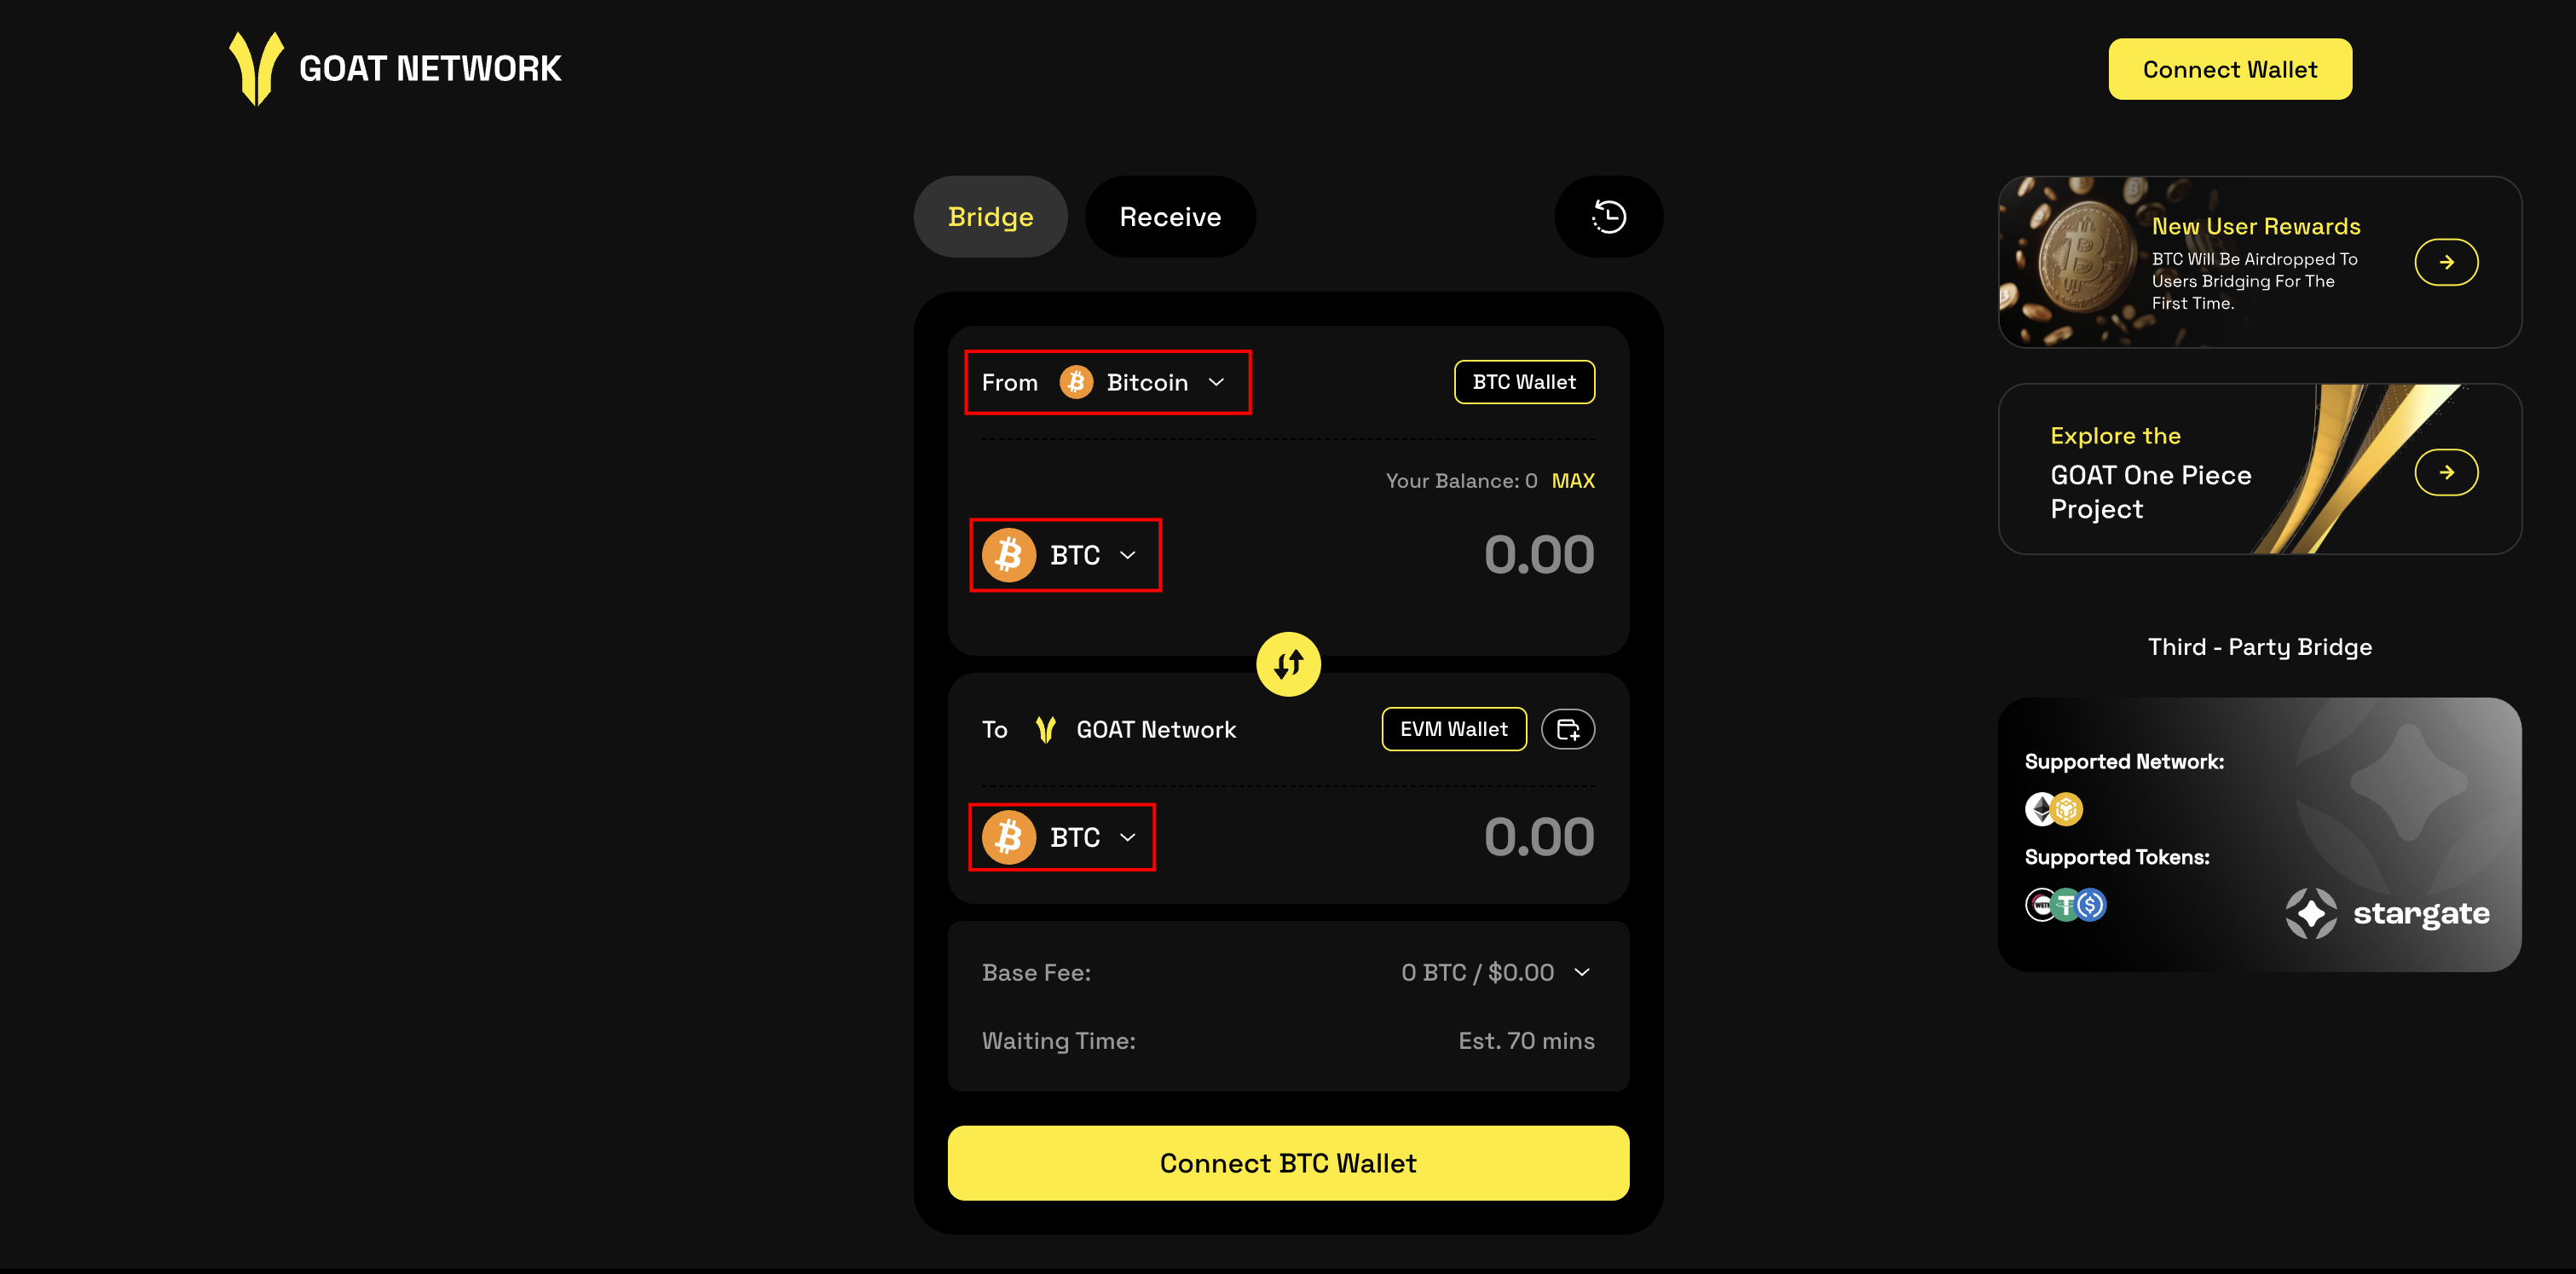 GOAT NETWORK
Connect Wallet
Bridge
Receive
From Bitcoin
BTC Wallet
Your Balance: 0 MAX
BTC
0.00
To GOAT Network
EVM Wallet
BTC
0.00
Base Fee:
0 BTC / $0.00
Waiting Time:
Est. 70 mins
Connect BTC Wallet
New User Rewards
BTC Will Be Airdropped To
Users Bridging For The
First Time.
Explore the
GOAT One Piece
Project
Third - Party Bridge
Supported Network:
Supported Tokens:
stargate